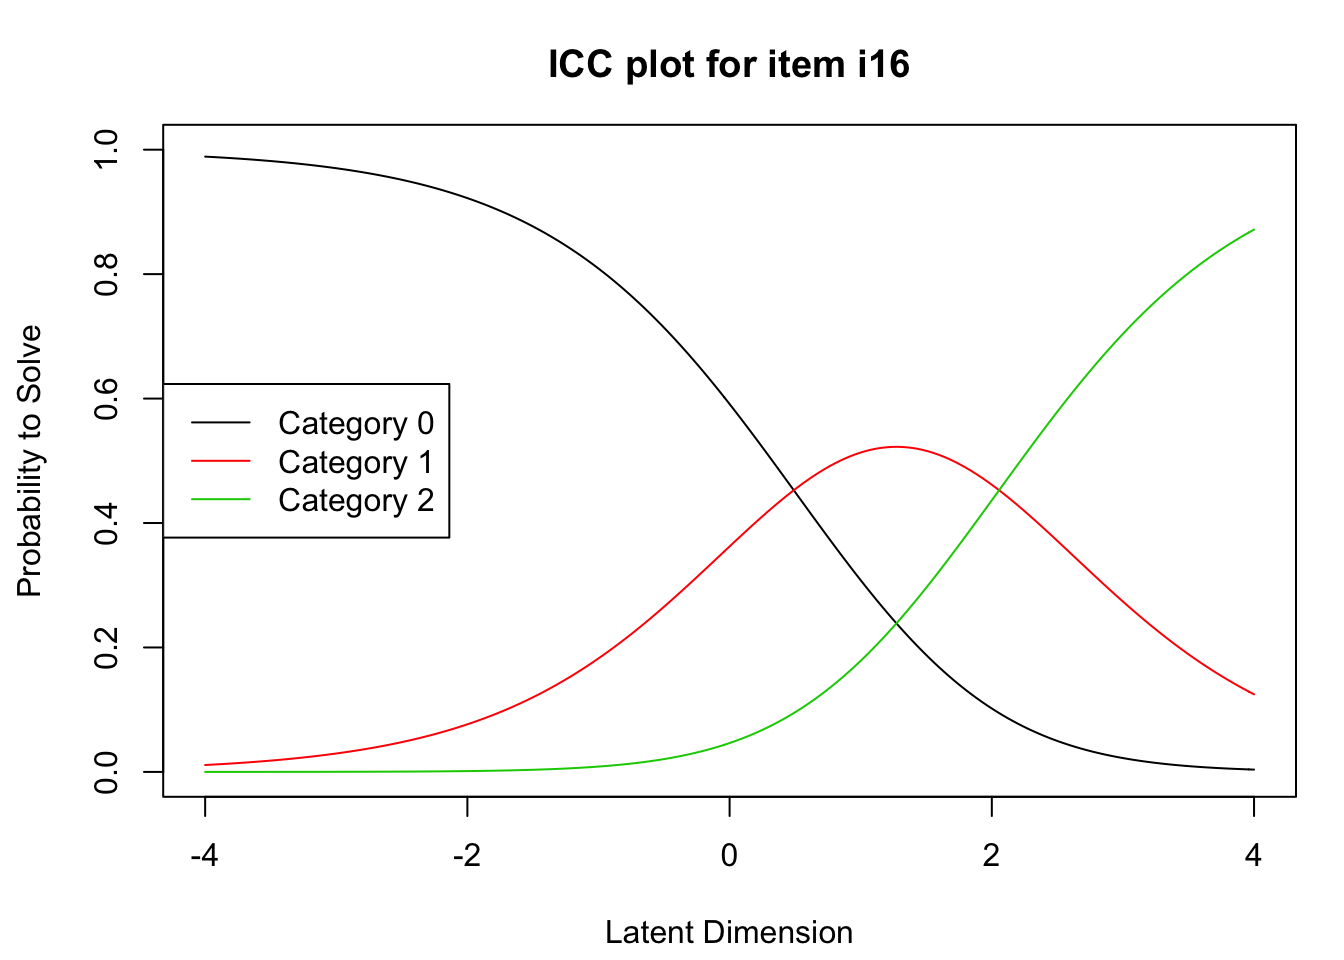 ICC plot for item i16
Probability to Solve
1.0
0.8
0.6
0.4
0.2
0.0
Category 0
Category 1
Category 2
-4
-2
0
2
4
Latent Dimension